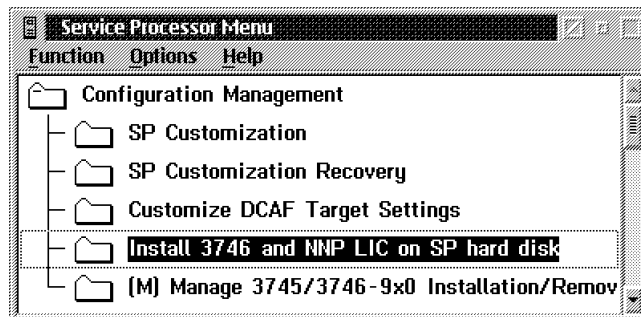 Service Processor Menu
Function Options Help
Configuration Management
SP Customization
SP Customization Recovery
Customize DCAF Target Settings
Install 3746 and NNP LIC on SP hard disk
(M) Manage 3745/3746-9x0 Installation/Remov